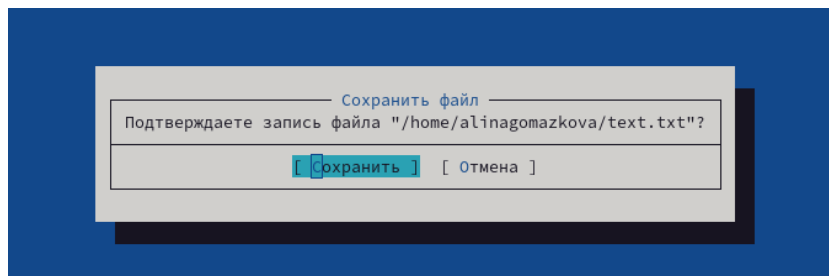 Сохранить файл
Подтверждаете запись файла "/home/alinagomazkova/text.txt"?
[ Сохранить ] [ Отмена ]